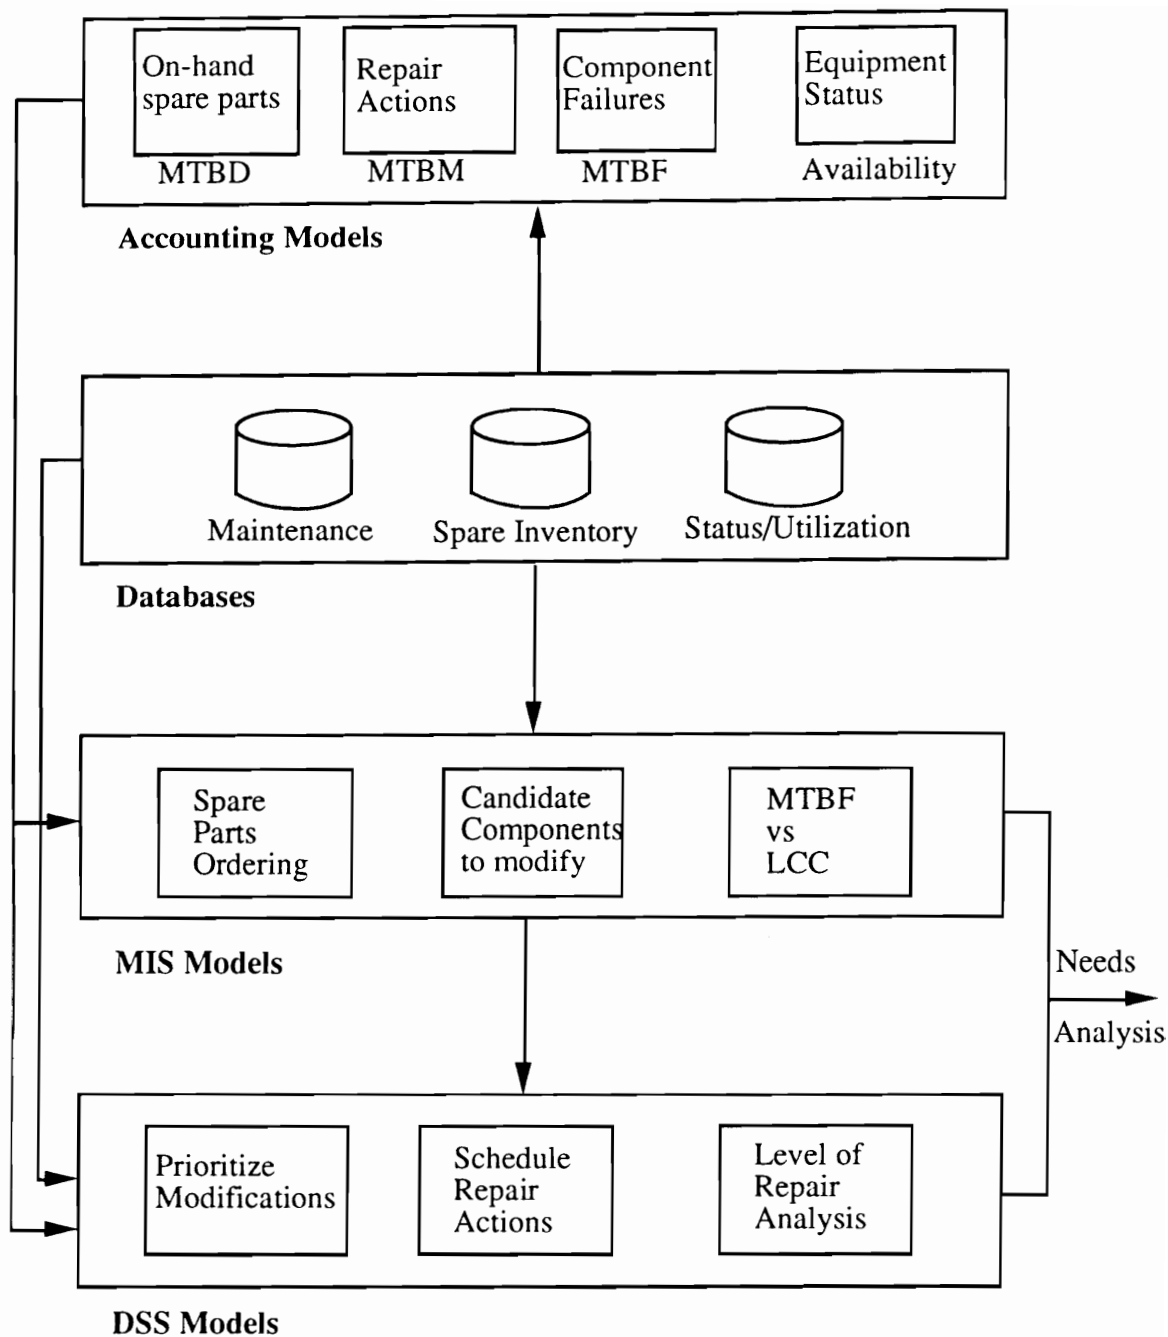 On-hand
spare parts
MTBD
Repair
Actions
MTBM
Component
Failures
MTBF
Equipment
Status
Availability
Accounting Models
Maintenance
Spare Inventory
Status/Utilization
Databases
Spare
Parts
Ordering
Candidate
Components
to modify
MTBF
vs
LCC
MIS Models
Needs
Analysis
Prioritize
Modifications
Schedule
Repair
Actions
Level of
Repair
Analysis
DSS Models